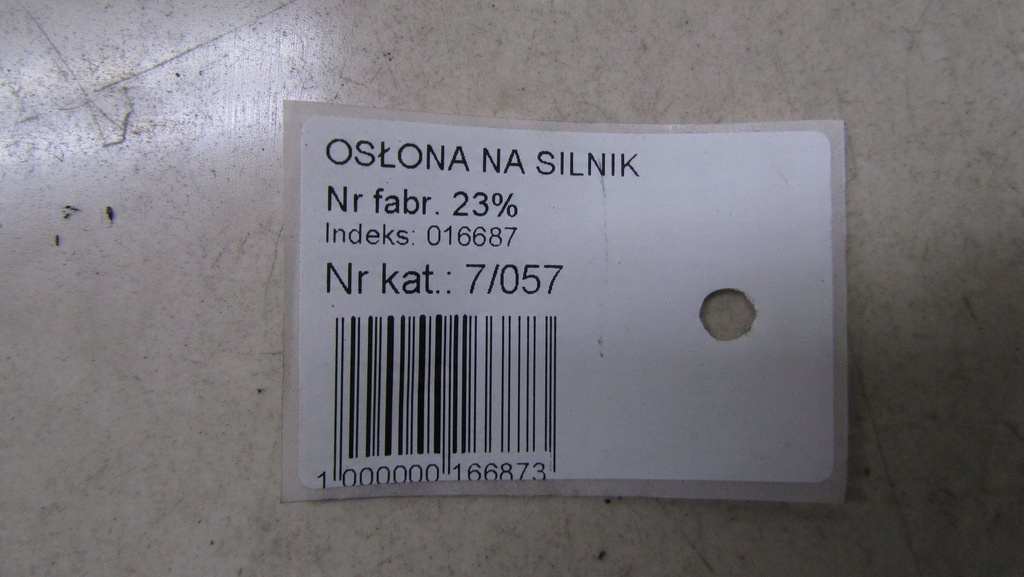 OSŁONA NA SILNIK
Nr fabr. 23%
Indeks: 016687
Nr kat.: 7/057
1 000000 166873